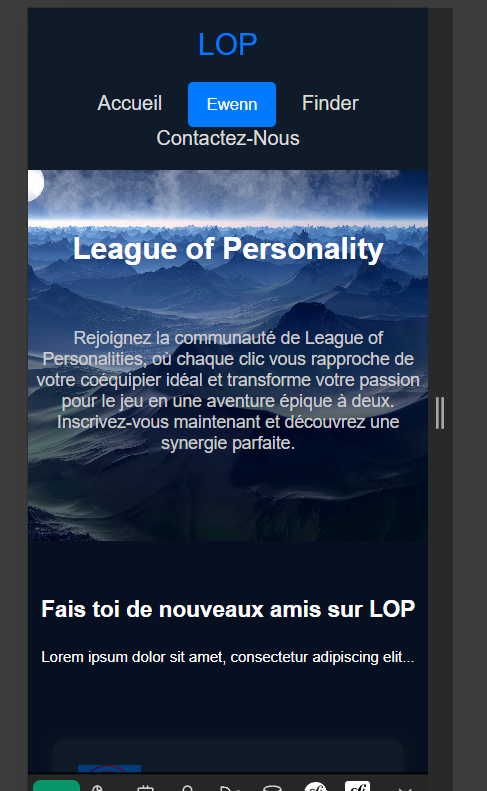 LOP
Accueil Ewenn Finder
Contactez-Nous
League of Personality
Rejoignez la communauté de League of
Personalities, où chaque clic vous rapproche de
votre coéquipier idéal et transforme votre passion
pour le jeu en une aventure épique à deux.
Inscrivez-vous maintenant et découvrez une
synergie parfaite.
Fais toi de nouveaux amis sur LOP
Lorem ipsum dolor sit amet, consectetur adipiscing elit...